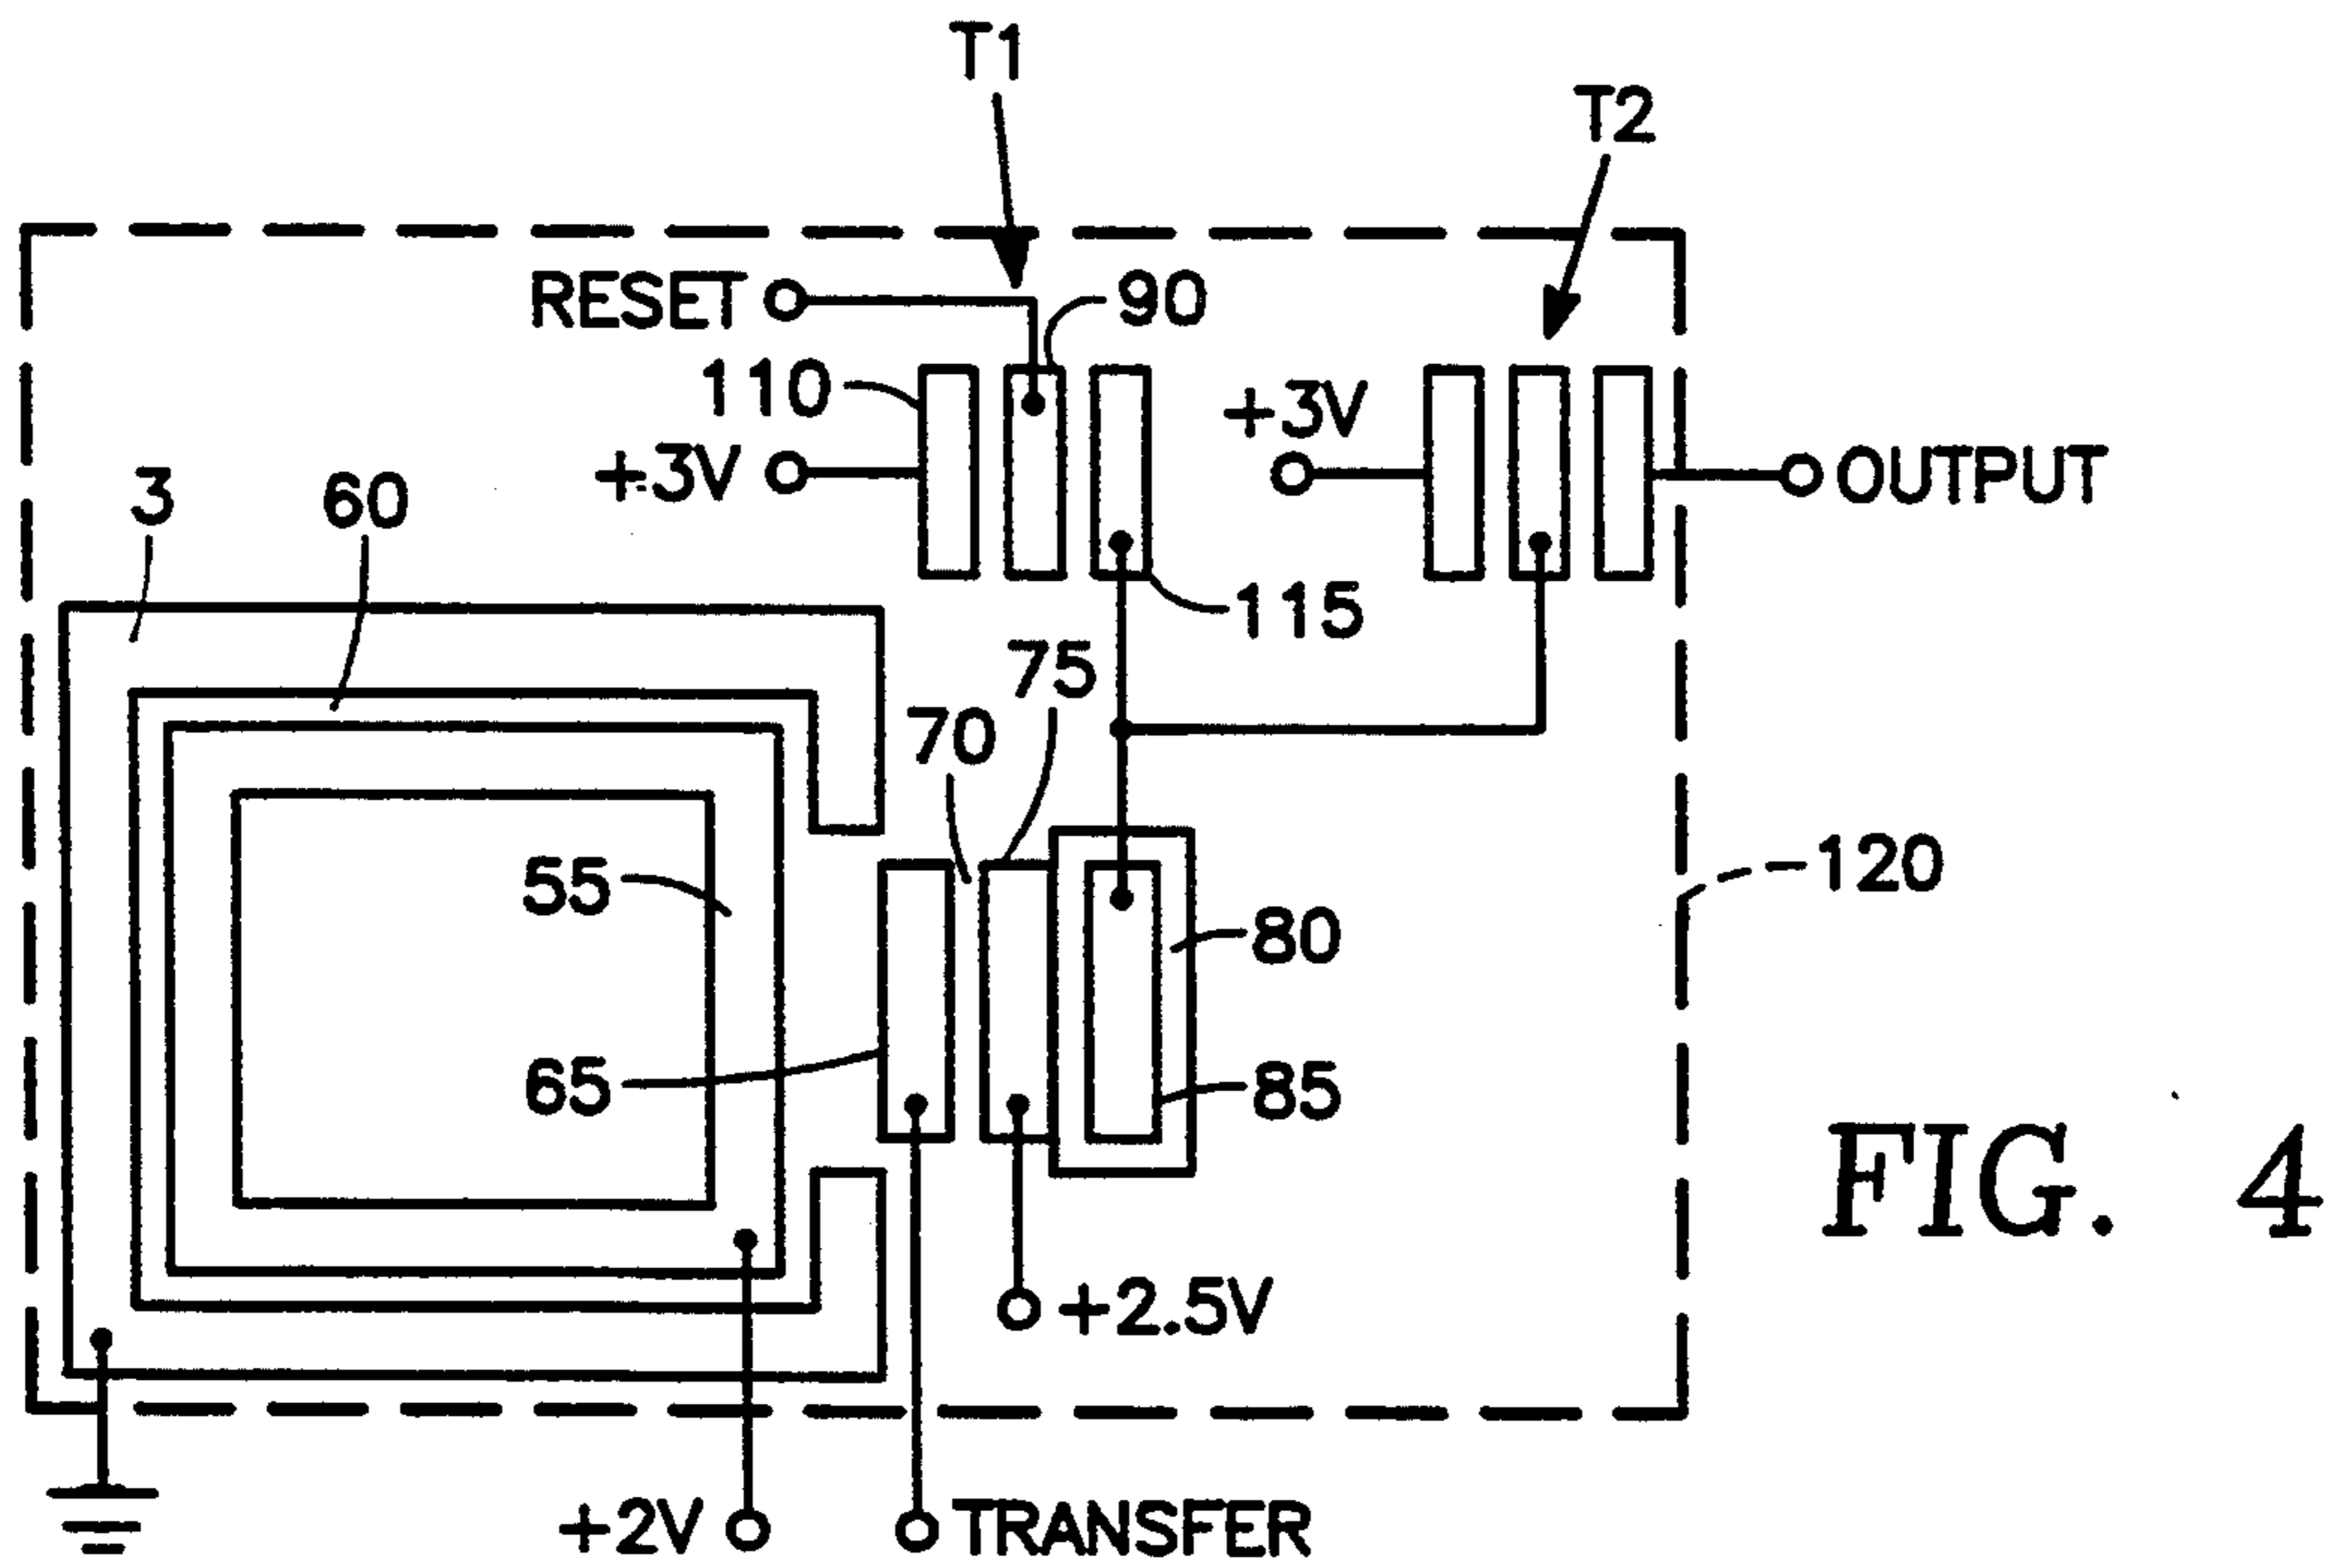 T1
T2
RESET
90
110
+3V
+3V
OUTPUT
3
60
115
75
70
55
80
120
65
85
+2.5V
FIG. 4
+2V
TRANSFER